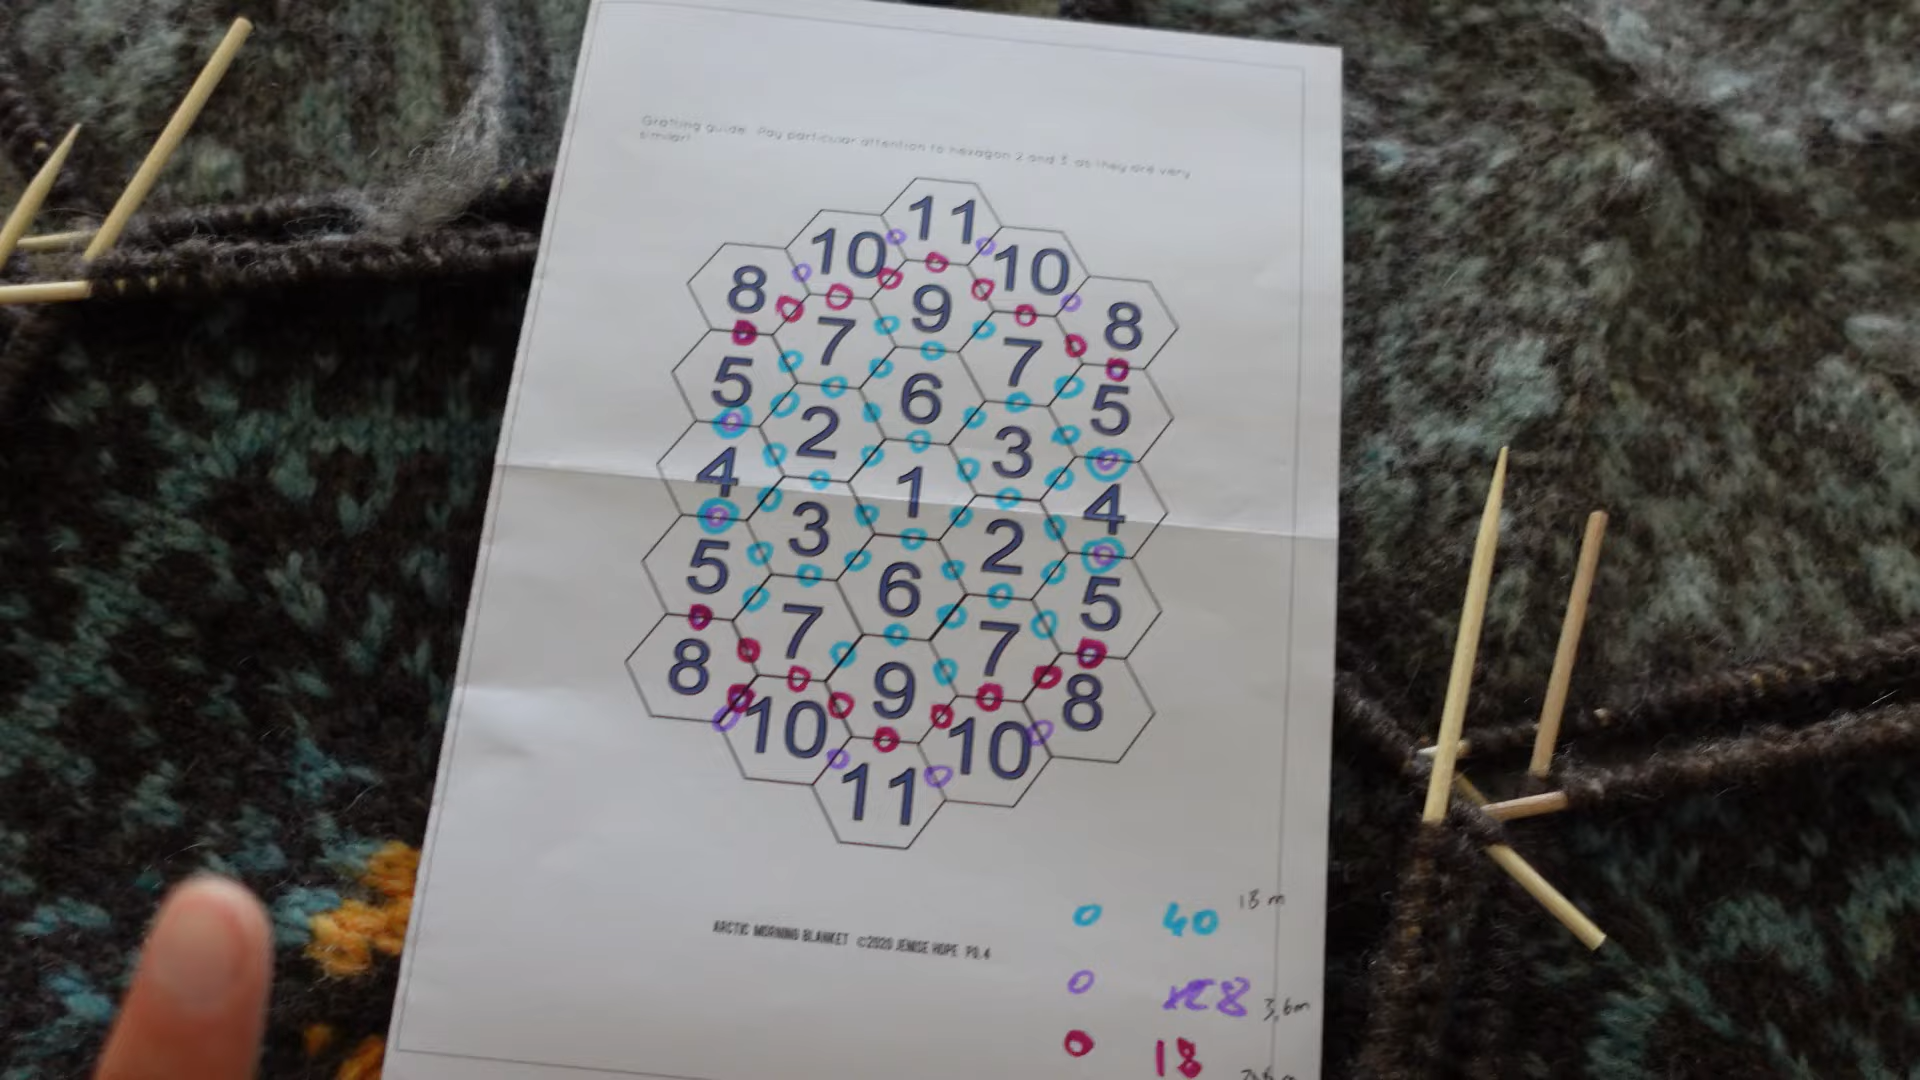 Grafting guide. Pay particular attention to hexagon 2 and 3, as they are very
similar!
11
10 10
8 9 8
7 7
5 6 5
2 3
4 1 4
3 2
5 6 5
7 7
8 9 8
10 10
11
ARCTIC MORNING BLANKET ©2020 JENISE HOPE PG.4
40 18 m
8 3,6m
18